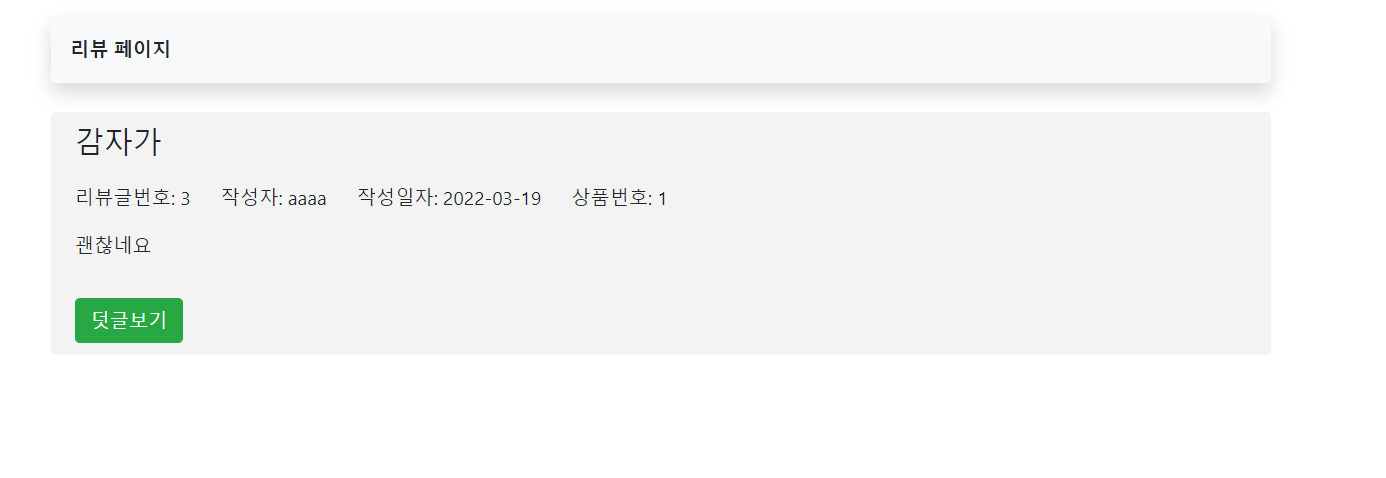 리뷰 페이지
감자가
리뷰글번호: 3 작성자: aaaa 작성일자: 2022-03-19 상품번호: 1
괜찮네요
덧글보기